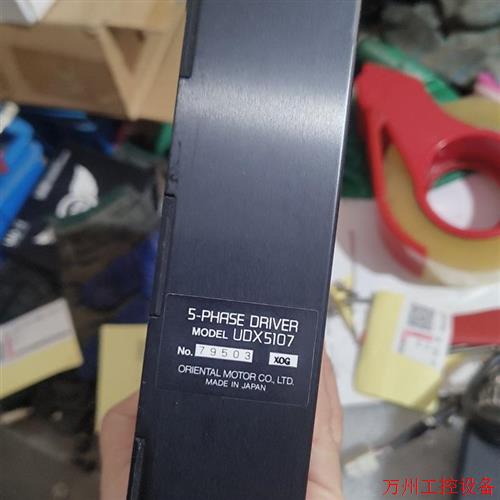 5-PHASE DRIVER
MODEL UDX5107
No. 79503 XOG
ORIENTAL MOTOR CO., LTD.
MADE IN JAPAN
万州工控设备